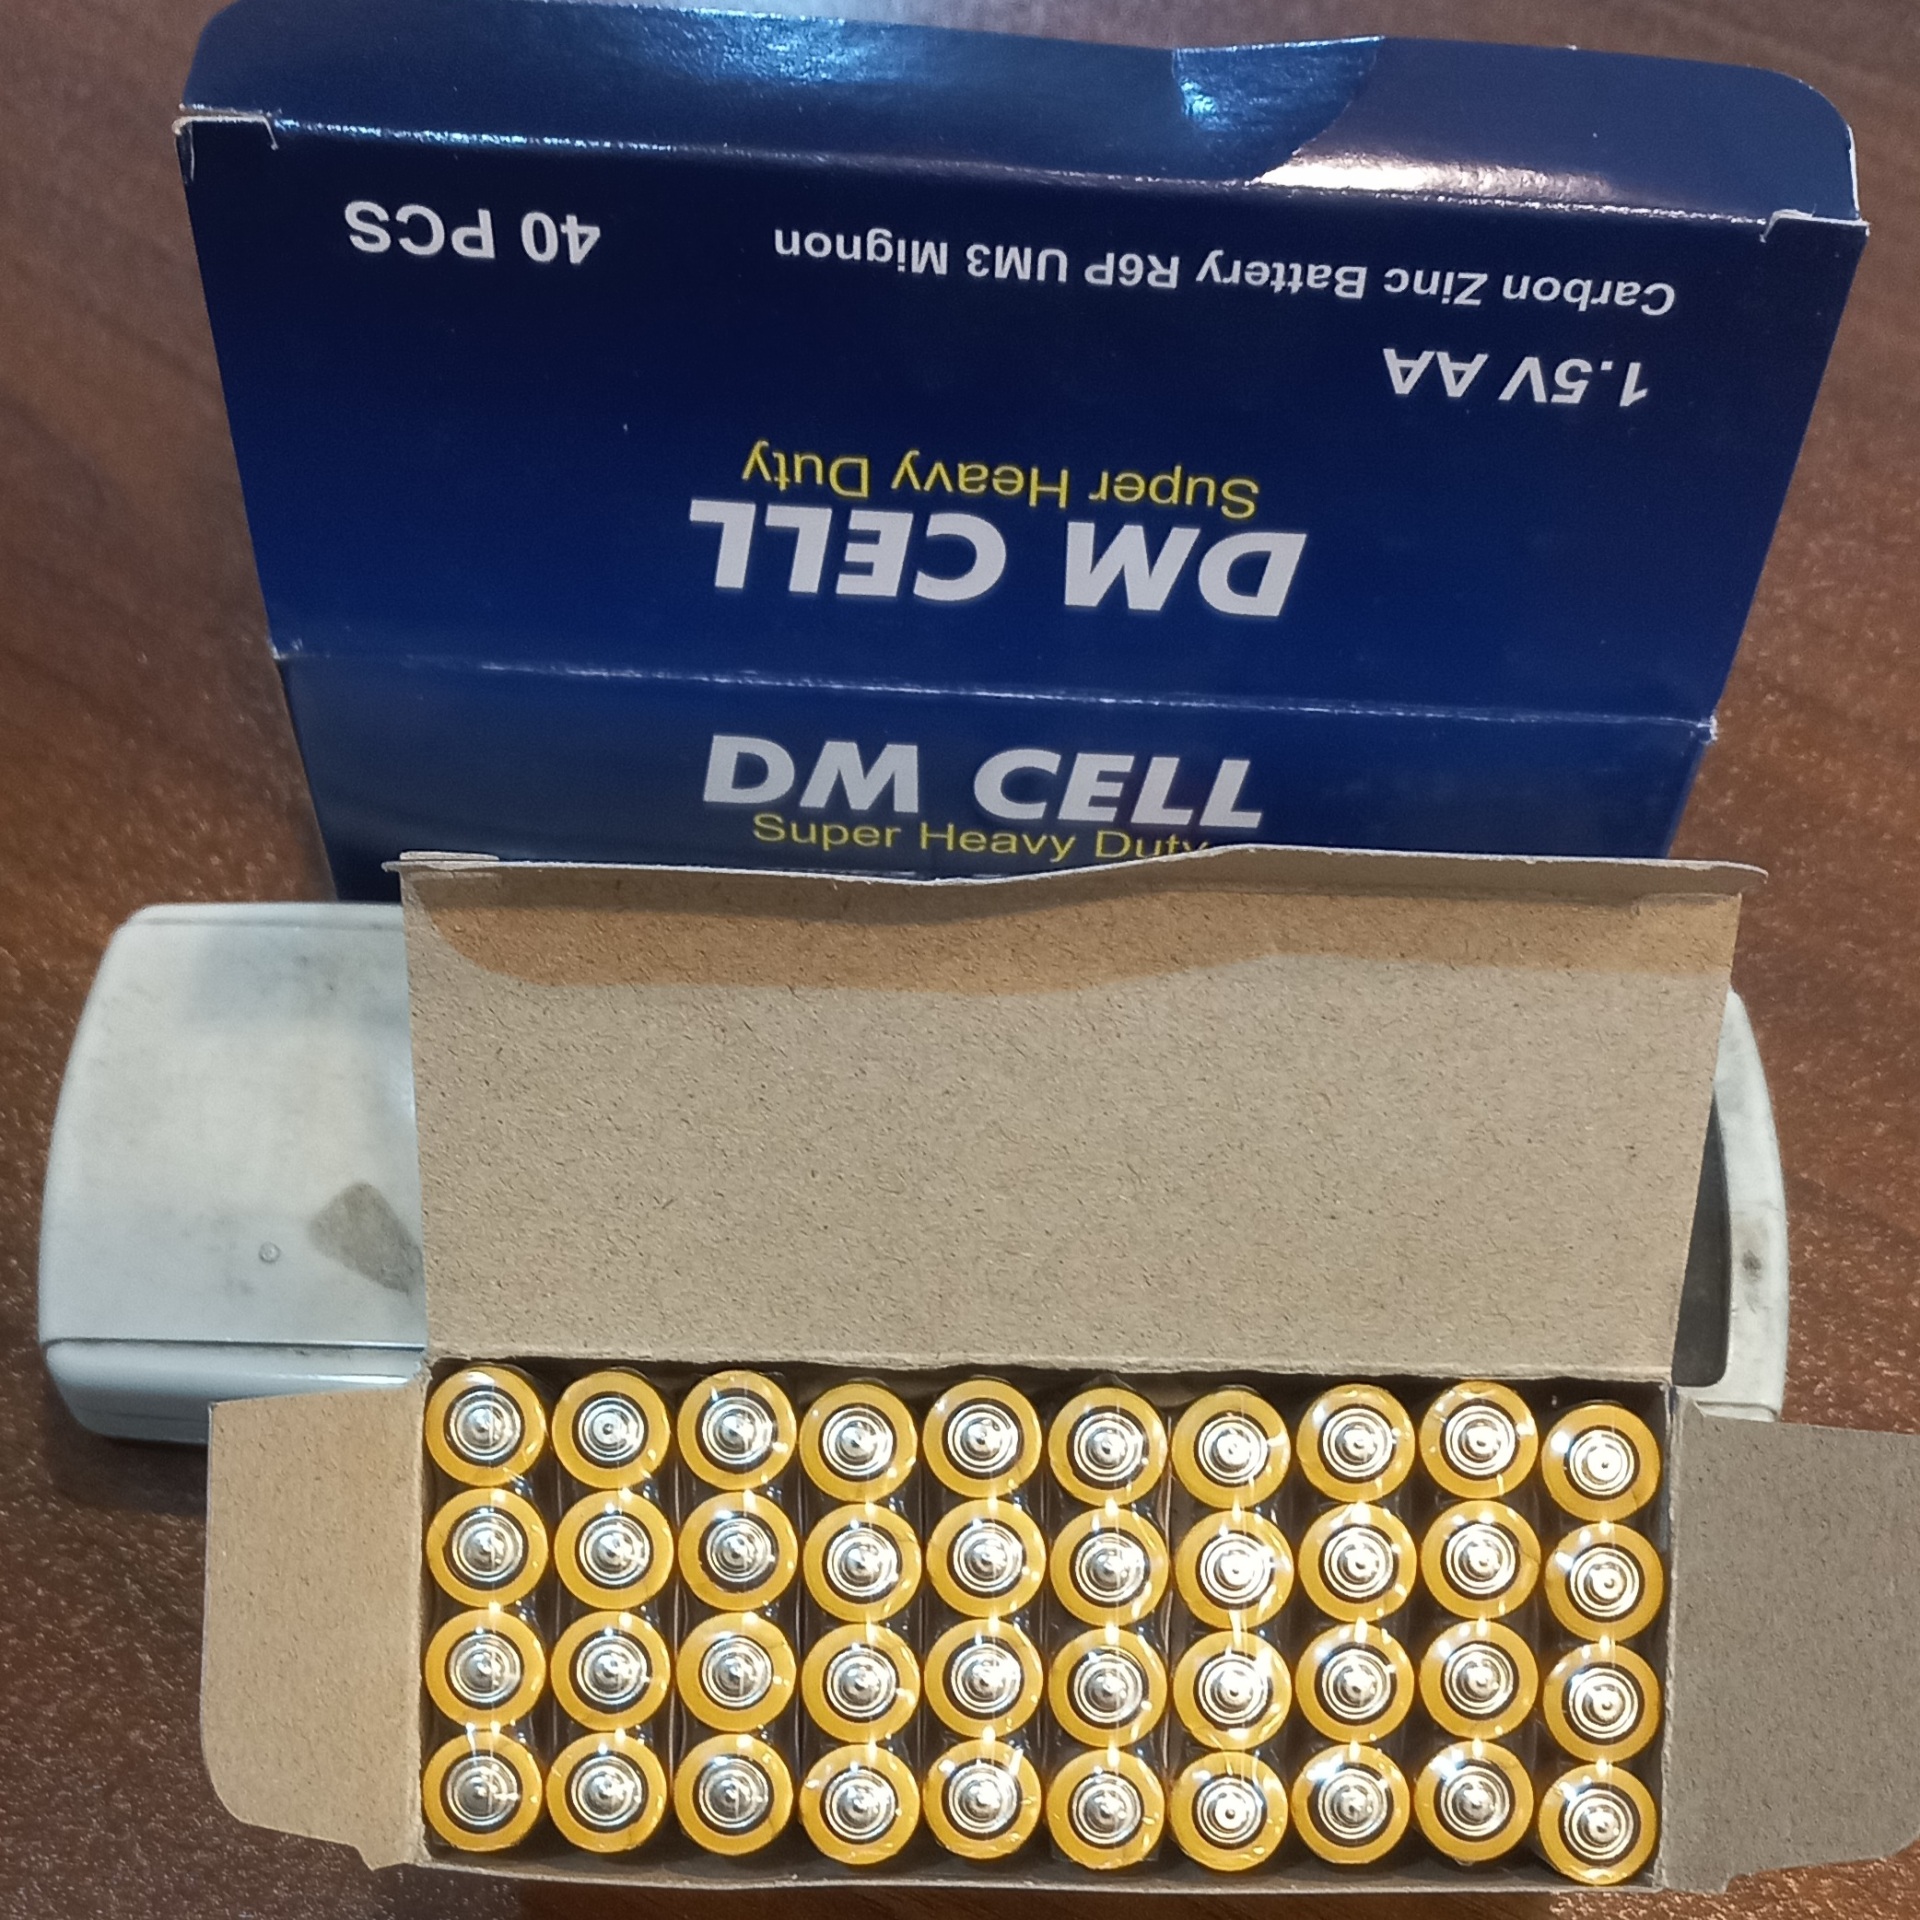 DM CELL
Super Heavy Duty
1.5V AA
Carbon Zinc Battery R6P UM3 Mignon
40 PCS
DM CELL
Super Heavy Duty